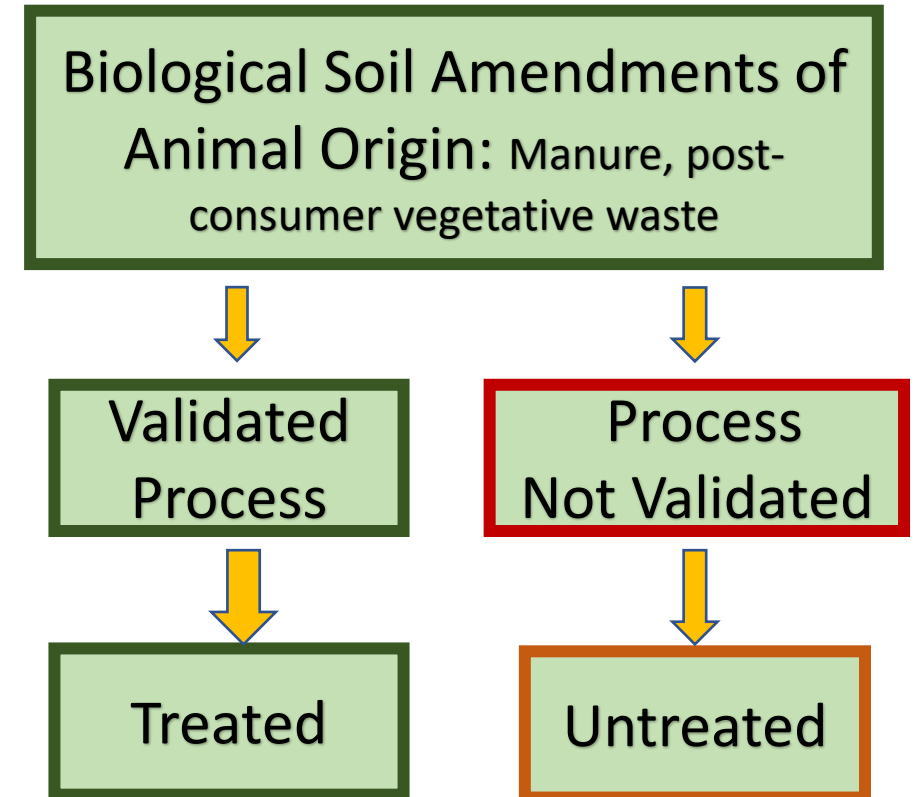 Biological Soil Amendments of
Animal Origin: Manure, post-
consumer vegetative waste
Validated
Process
Process
Not Validated
Treated
Untreated